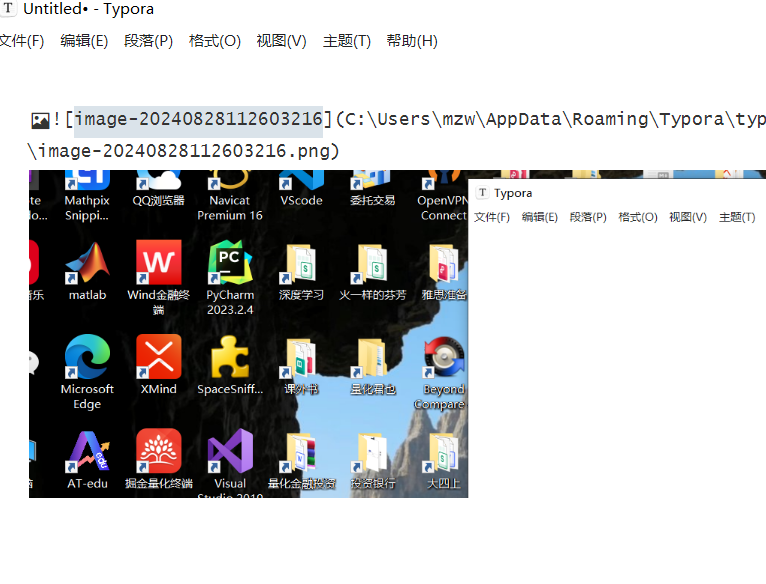 Untitled• - Typora
文件(F) 编辑(E) 段落(P) 格式(O) 视图(V) 主题(T) 帮助(H)
![image-20240828112603216](C:\Users\mzw\AppData\Roaming\Typora\typ
\image-20240828112603216.png)
Typora
文件(F) 编辑(E) 段落(P) 格式(O) 视图(V) 主题(T)
Mathpix Snippi...
QQ浏览器
Navicat Premium 16
VScode
委托交易
OpenVPN Connect
matlab
Wind金融终端
PyCharm 2023.2.4
深度学习
火一样的芬芳
雅思准备
Microsoft Edge
XMind
SpaceSniff...
课外书
量化君也
Beyond Compare
AT-edu
掘金量化终端
Visual Studio 2019
量化金融投资
投资银行
大四上